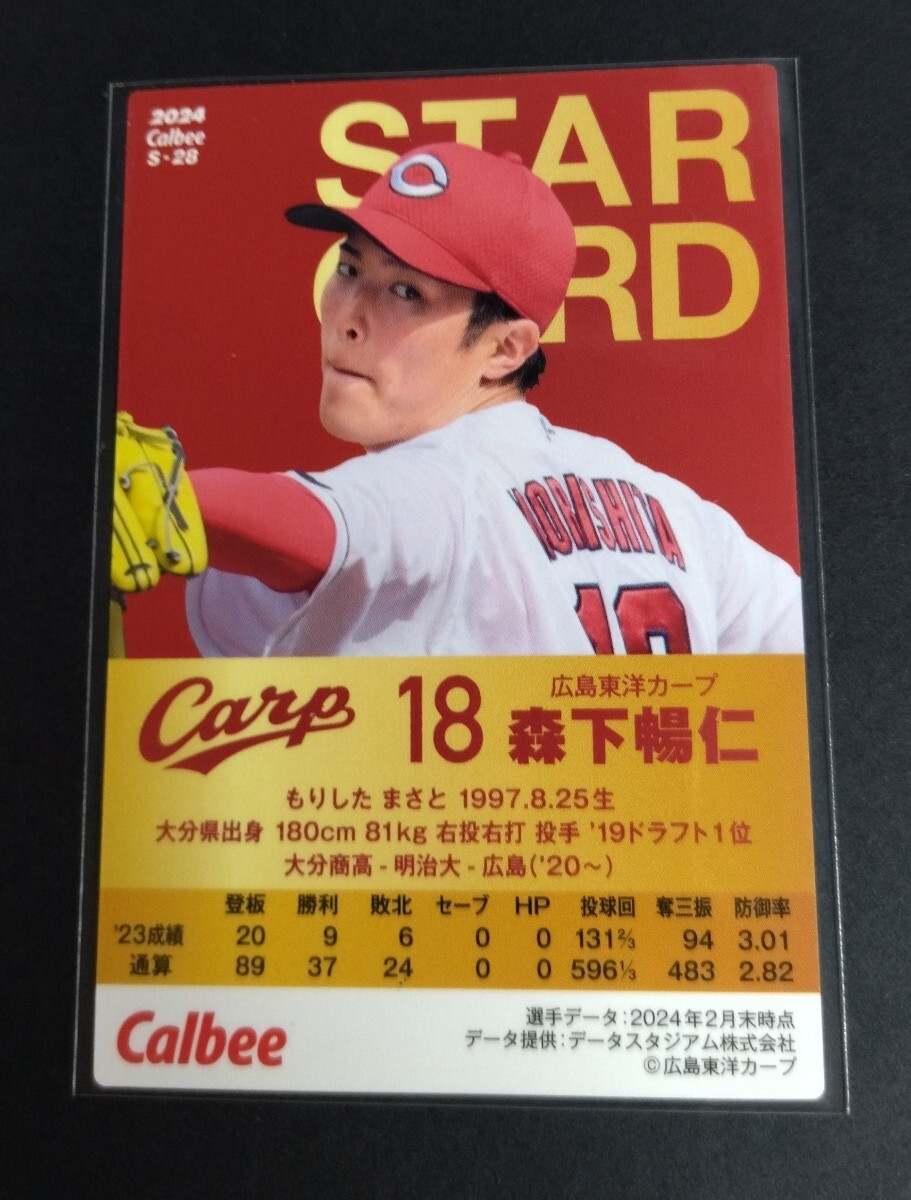 2024
Calbee
S-28
STAR
CARD
C
MORISHITA
18
Carp
18
広島東洋カープ
森下暢仁
もりした まさと 1997.8.25生
大分県出身 180cm 81kg 右投右打 投手 '19ドラフト1位
大分商高 - 明治大 - 広島('20～)
登板 勝利 敗北 セーブ HP 投球回 奪三振 防御率
'23成績 20 9 6 0 0 131⅔ 94 3.01
通算 89 37 24 0 0 596⅓ 483 2.82
Calbee
選手データ：2024年2月末時点
データ提供：データスタジアム株式会社
©広島東洋カープ